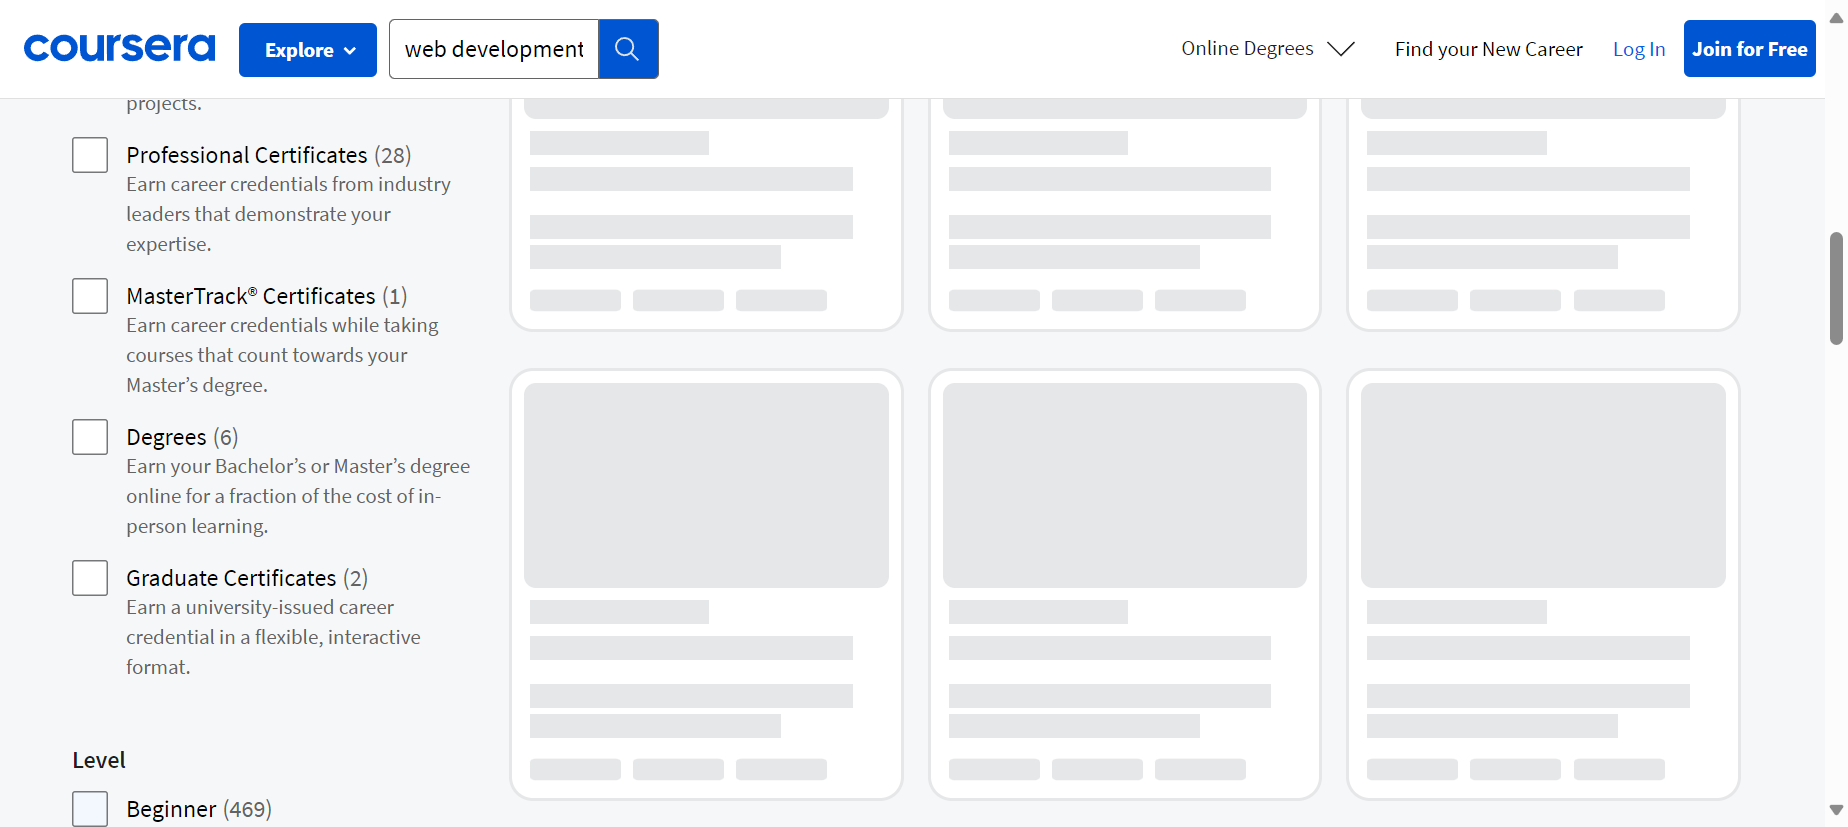 coursera
Explore
web development
Online Degrees
Find your New Career
Log In
Join for Free
projects.
Professional Certificates (28)
Earn career credentials from industry
leaders that demonstrate your
expertise.
MasterTrack® Certificates (1)
Earn career credentials while taking
courses that count towards your
Master’s degree.
Degrees (6)
Earn your Bachelor’s or Master’s degree
online for a fraction of the cost of in-
person learning.
Graduate Certificates (2)
Earn a university-issued career
credential in a flexible, interactive
format.
Level
Beginner (469)